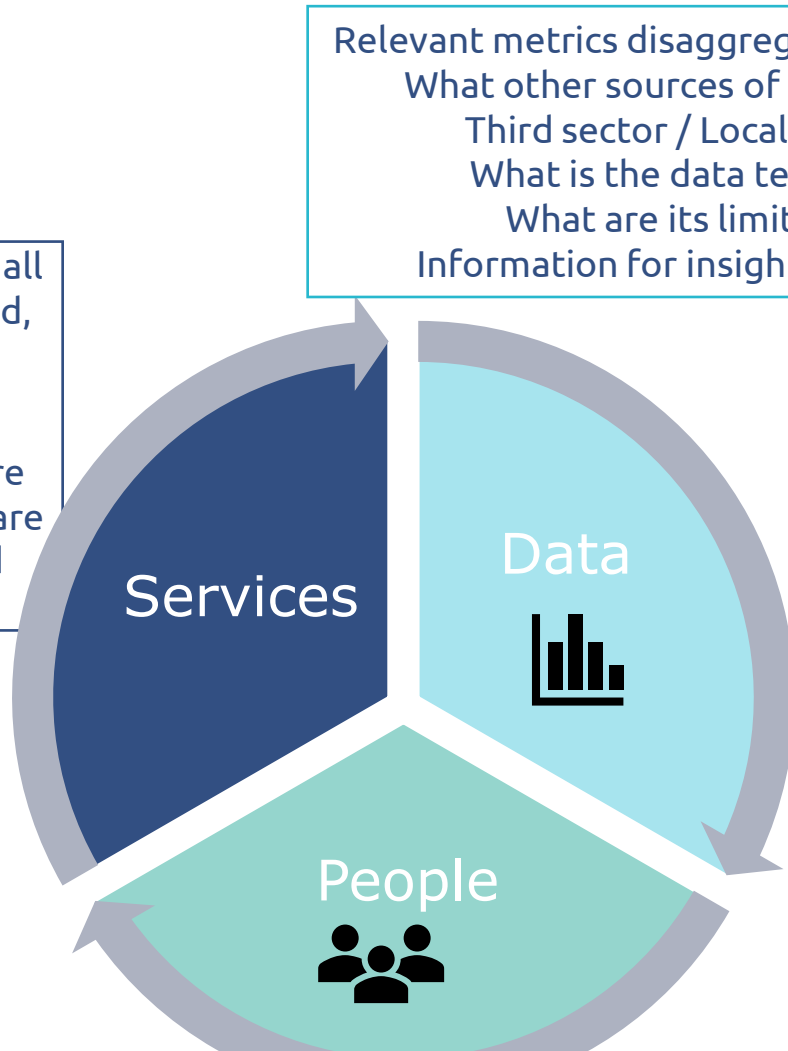 Relevant metrics disaggreg
What other sources of
Third sector / Local
What is the data te
What are its limit
Information for insigh
all
d,
re
are
Services
Data
People